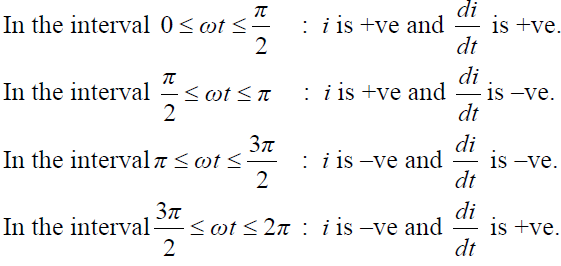 In the interval 0 ≤ ωt ≤ π/2 : i is +ve and di/dt is +ve.
In the interval π/2 ≤ ωt ≤ π : i is +ve and di/dt is –ve.
In the interval π ≤ ωt ≤ 3π/2 : i is –ve and di/dt is –ve.
In the interval 3π/2 ≤ ωt ≤ 2π : i is –ve and di/dt is +ve.